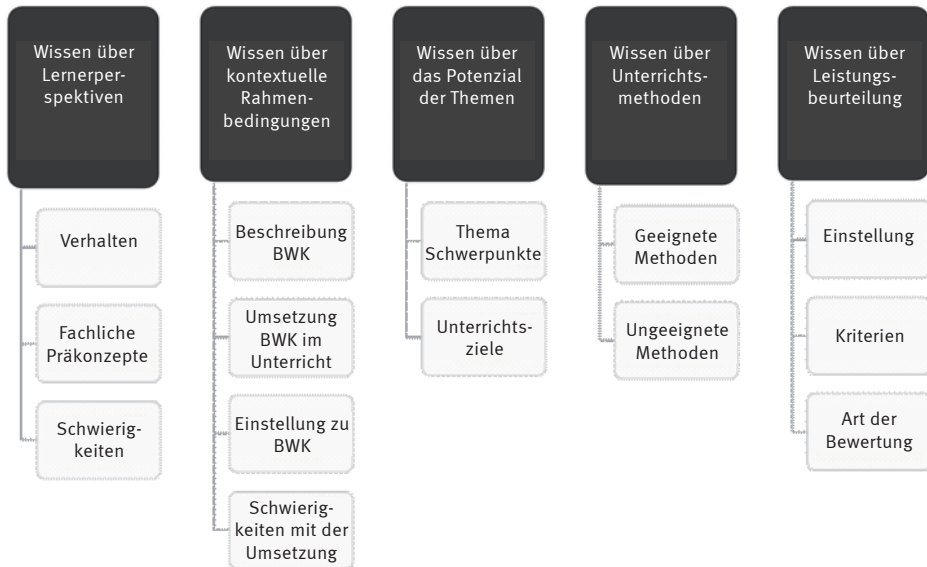 Wissen über
Lernerper-
spektiven
Verhalten
Fachliche
Präkonzepte
Schwierig-
keiten
Wissen über
kontextuelle
Rahmen-
bedingungen
Beschreibung
BWK
Umsetzung
BWK im
Unterricht
Einstellung zu
BWK
Schwierig-
keiten mit der
Umsetzung
Wissen über
das Potenzial
der Themen
Thema
Schwerpunkte
Unterrichts-
ziele
Wissen über
Unterrichts-
methoden
Geeignete
Methoden
Ungeeignete
Methoden
Wissen über
Leistungs-
beurteilung
Einstellung
Kriterien
Art der
Bewertung